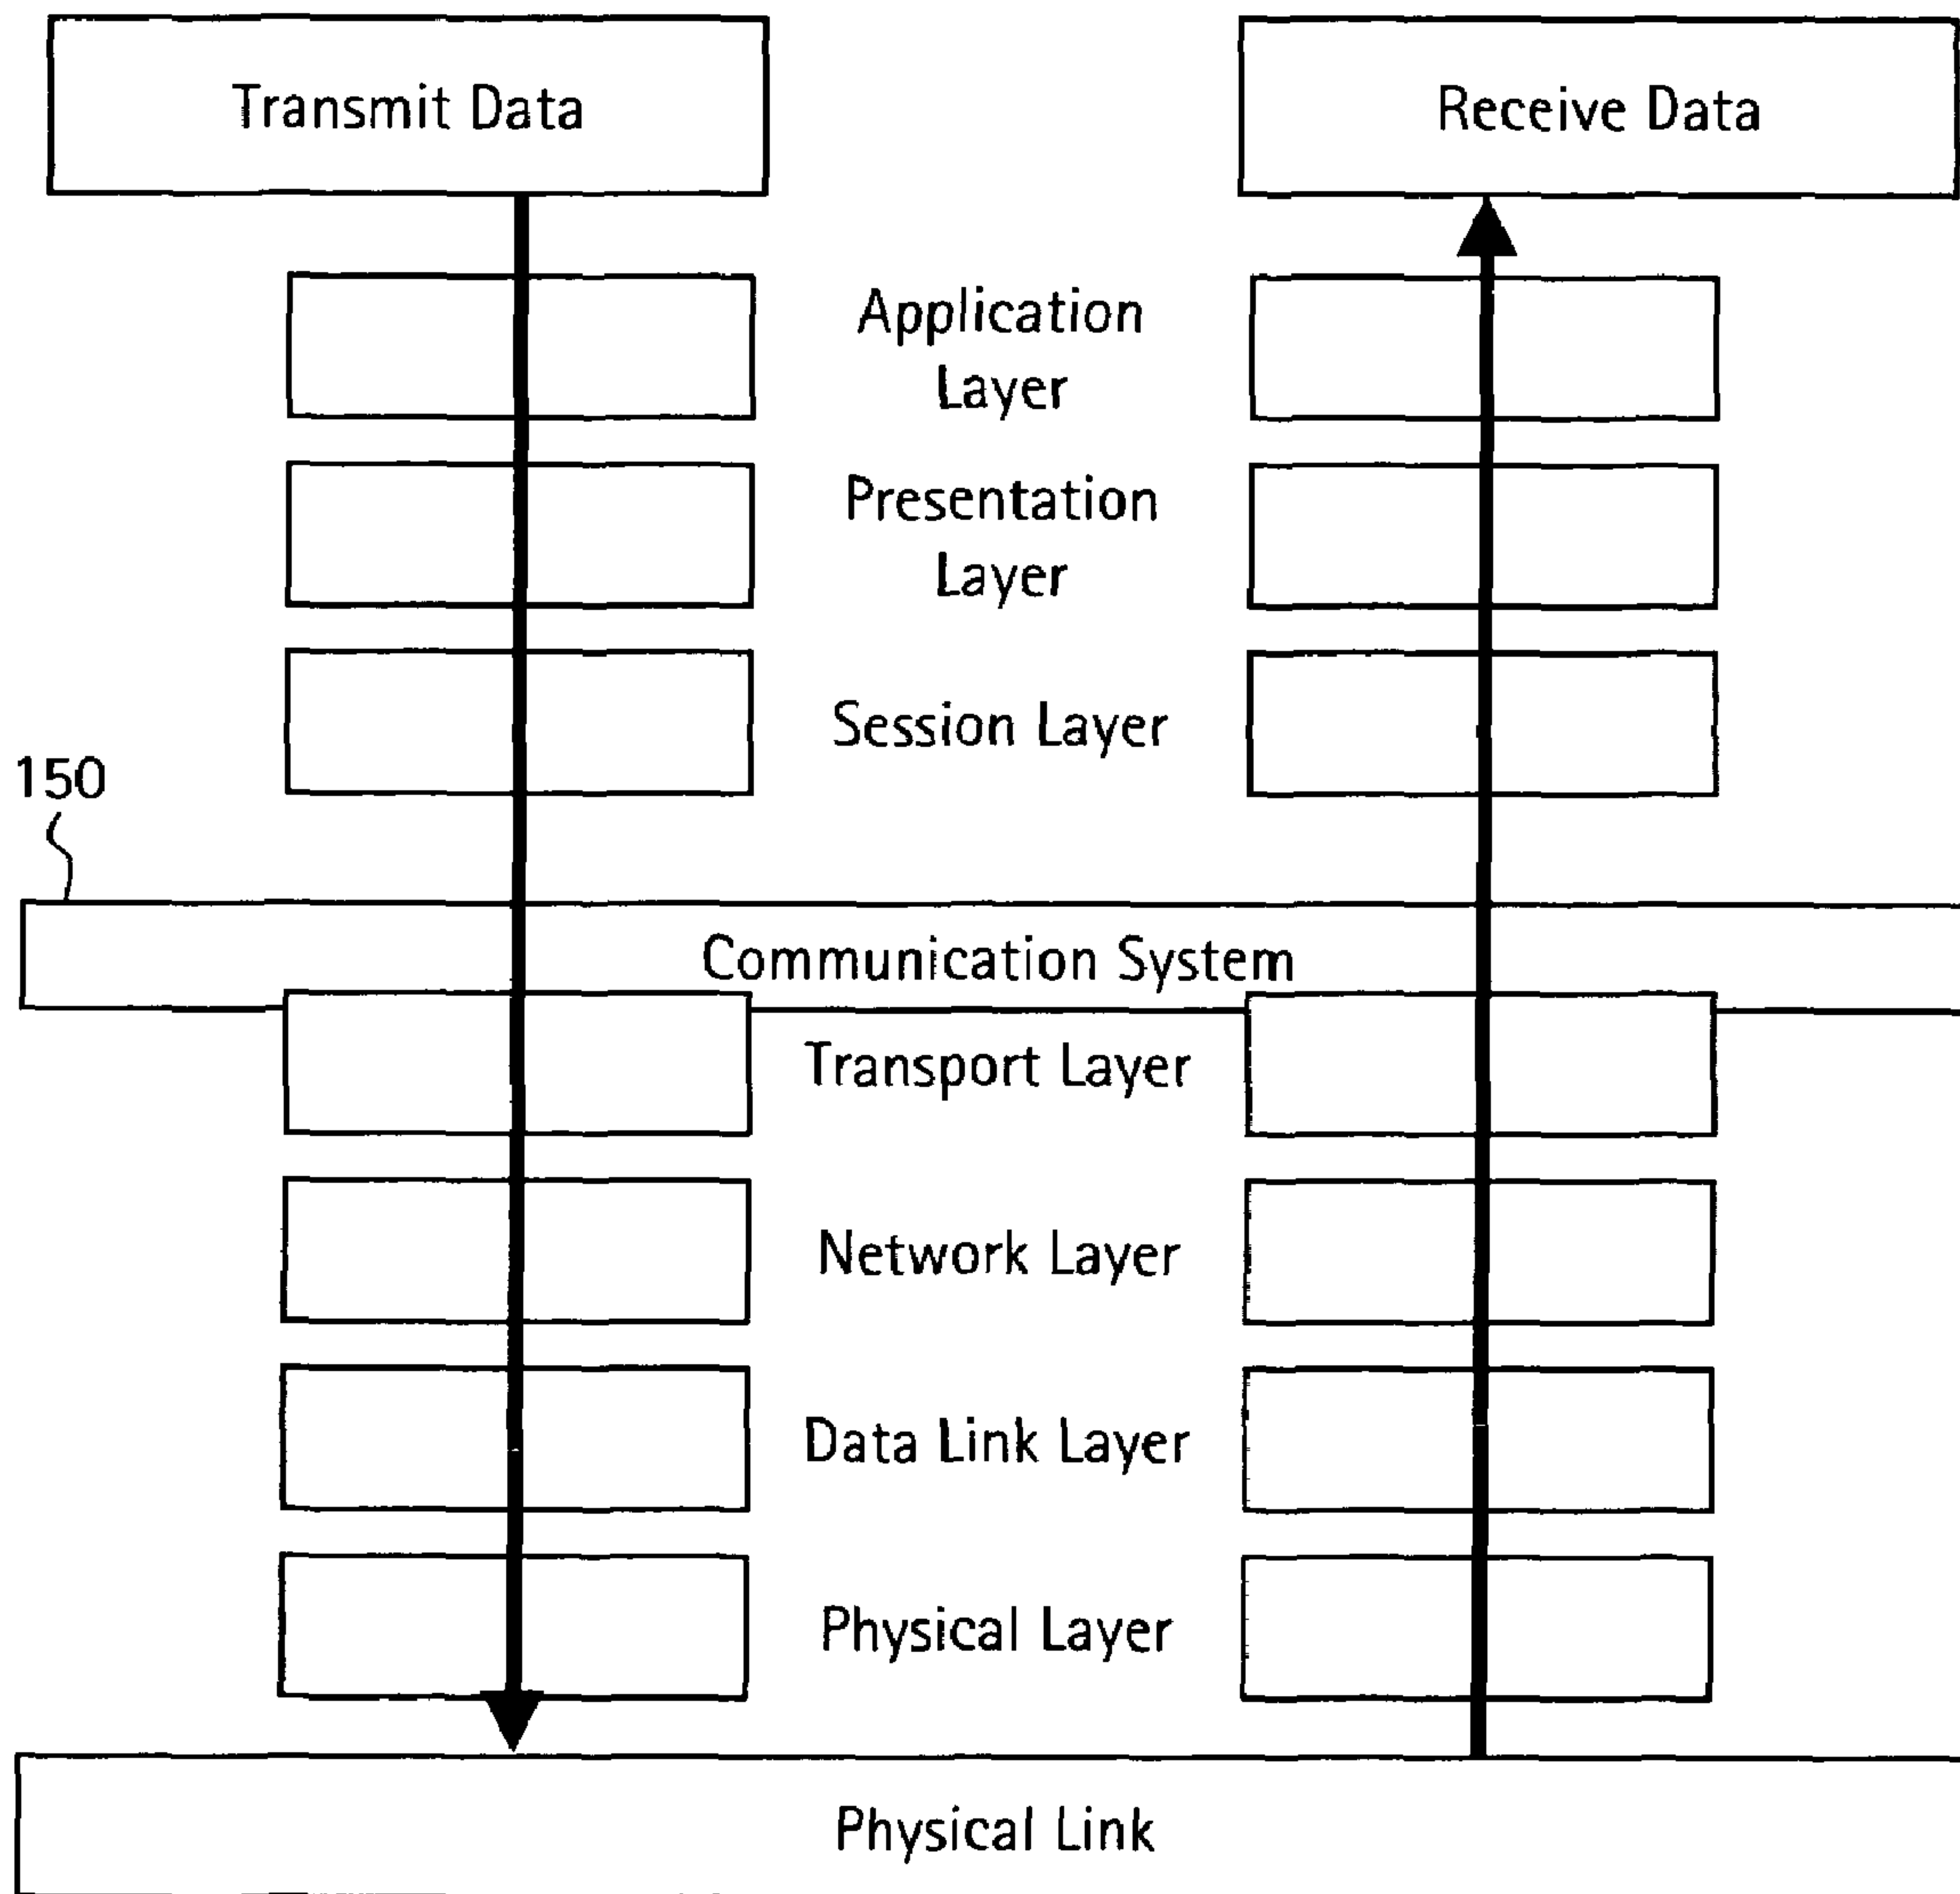 Transmit Data
Receive Data
Application
Layer
Presentation
Layer
Session Layer
150
Communication System
Transport Layer
Network Layer
Data Link Layer
Physical Layer
Physical Link